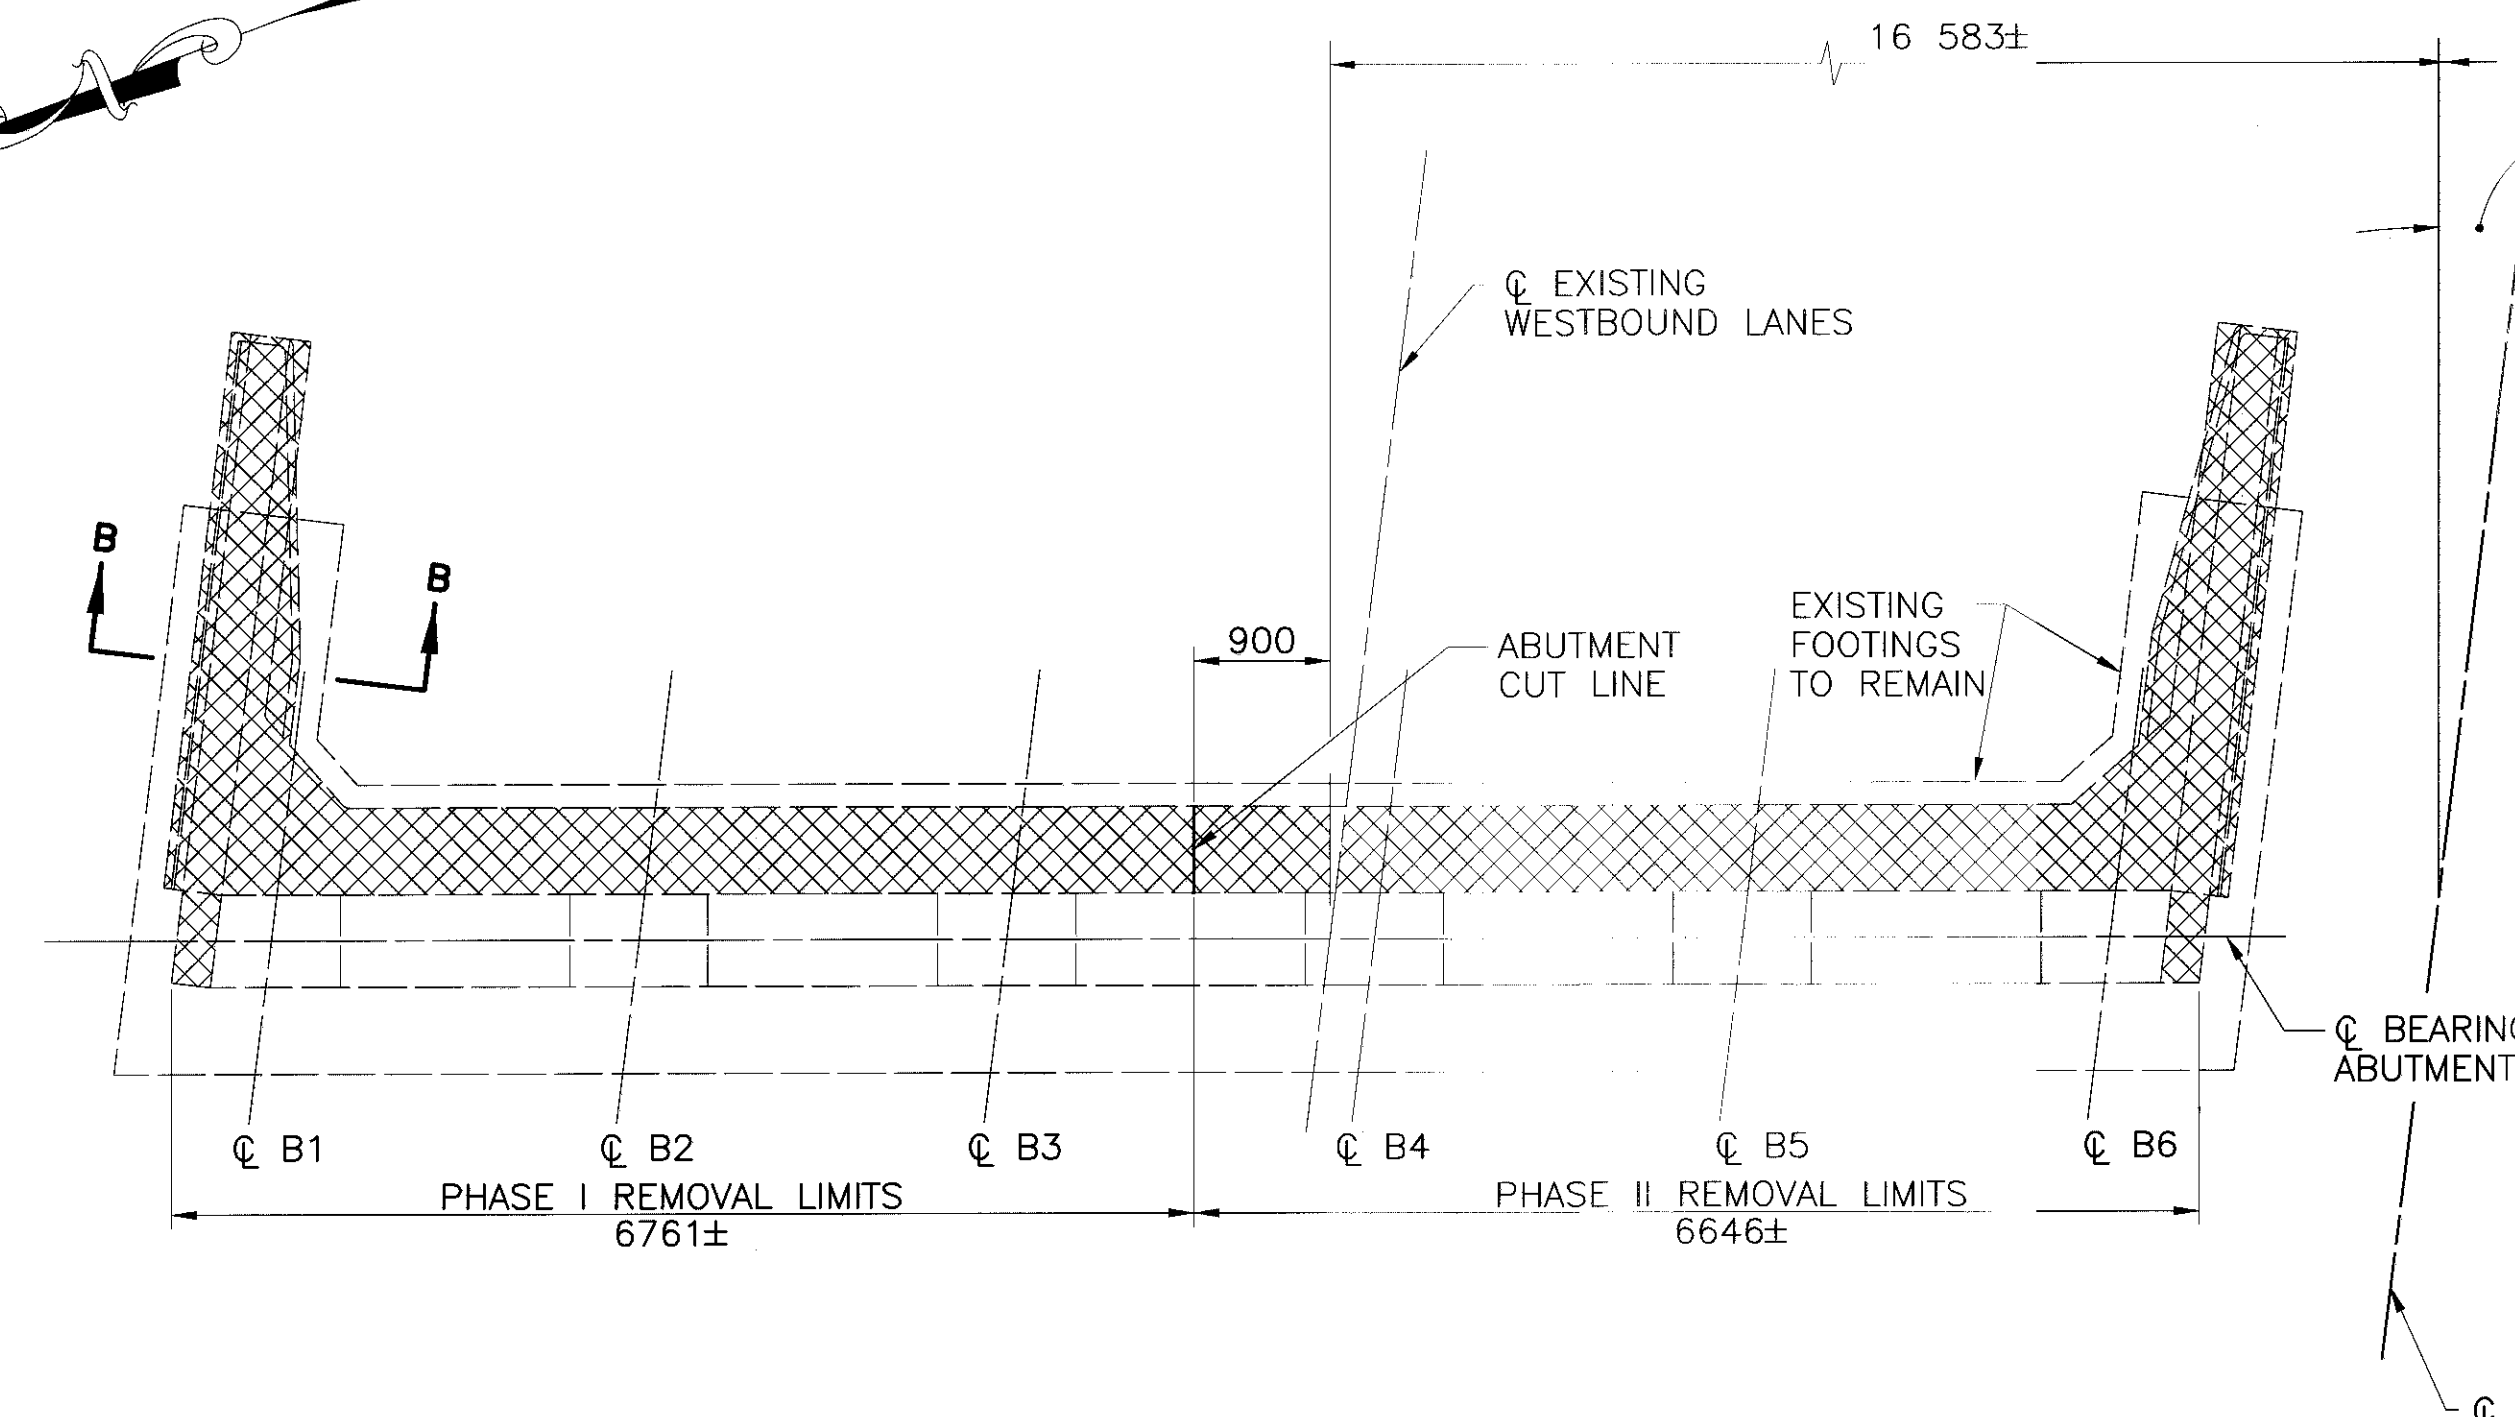 16 583±
℄ EXISTING
WESTBOUND LANES
B
B
900
ABUTMENT
CUT LINE
EXISTING
FOOTINGS
TO REMAIN
℄ BEARING
ABUTMENT
℄ B1
℄ B2
℄ B3
℄ B4
℄ B5
℄ B6
PHASE I REMOVAL LIMITS
6761±
PHASE II REMOVAL LIMITS
6646±
℄